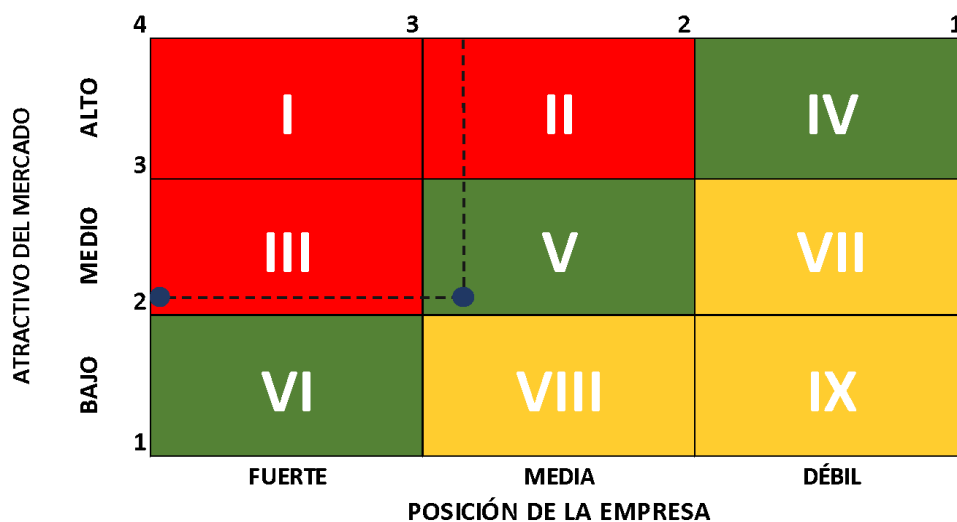 4 3 2 1
ALTO
I II IV
3
ATRACTIVO DEL MERCADO
MEDIO
III V VII
2
BAJO
VI VIII IX
1
FUERTE MEDIA DÉBIL
POSICIÓN DE LA EMPRESA